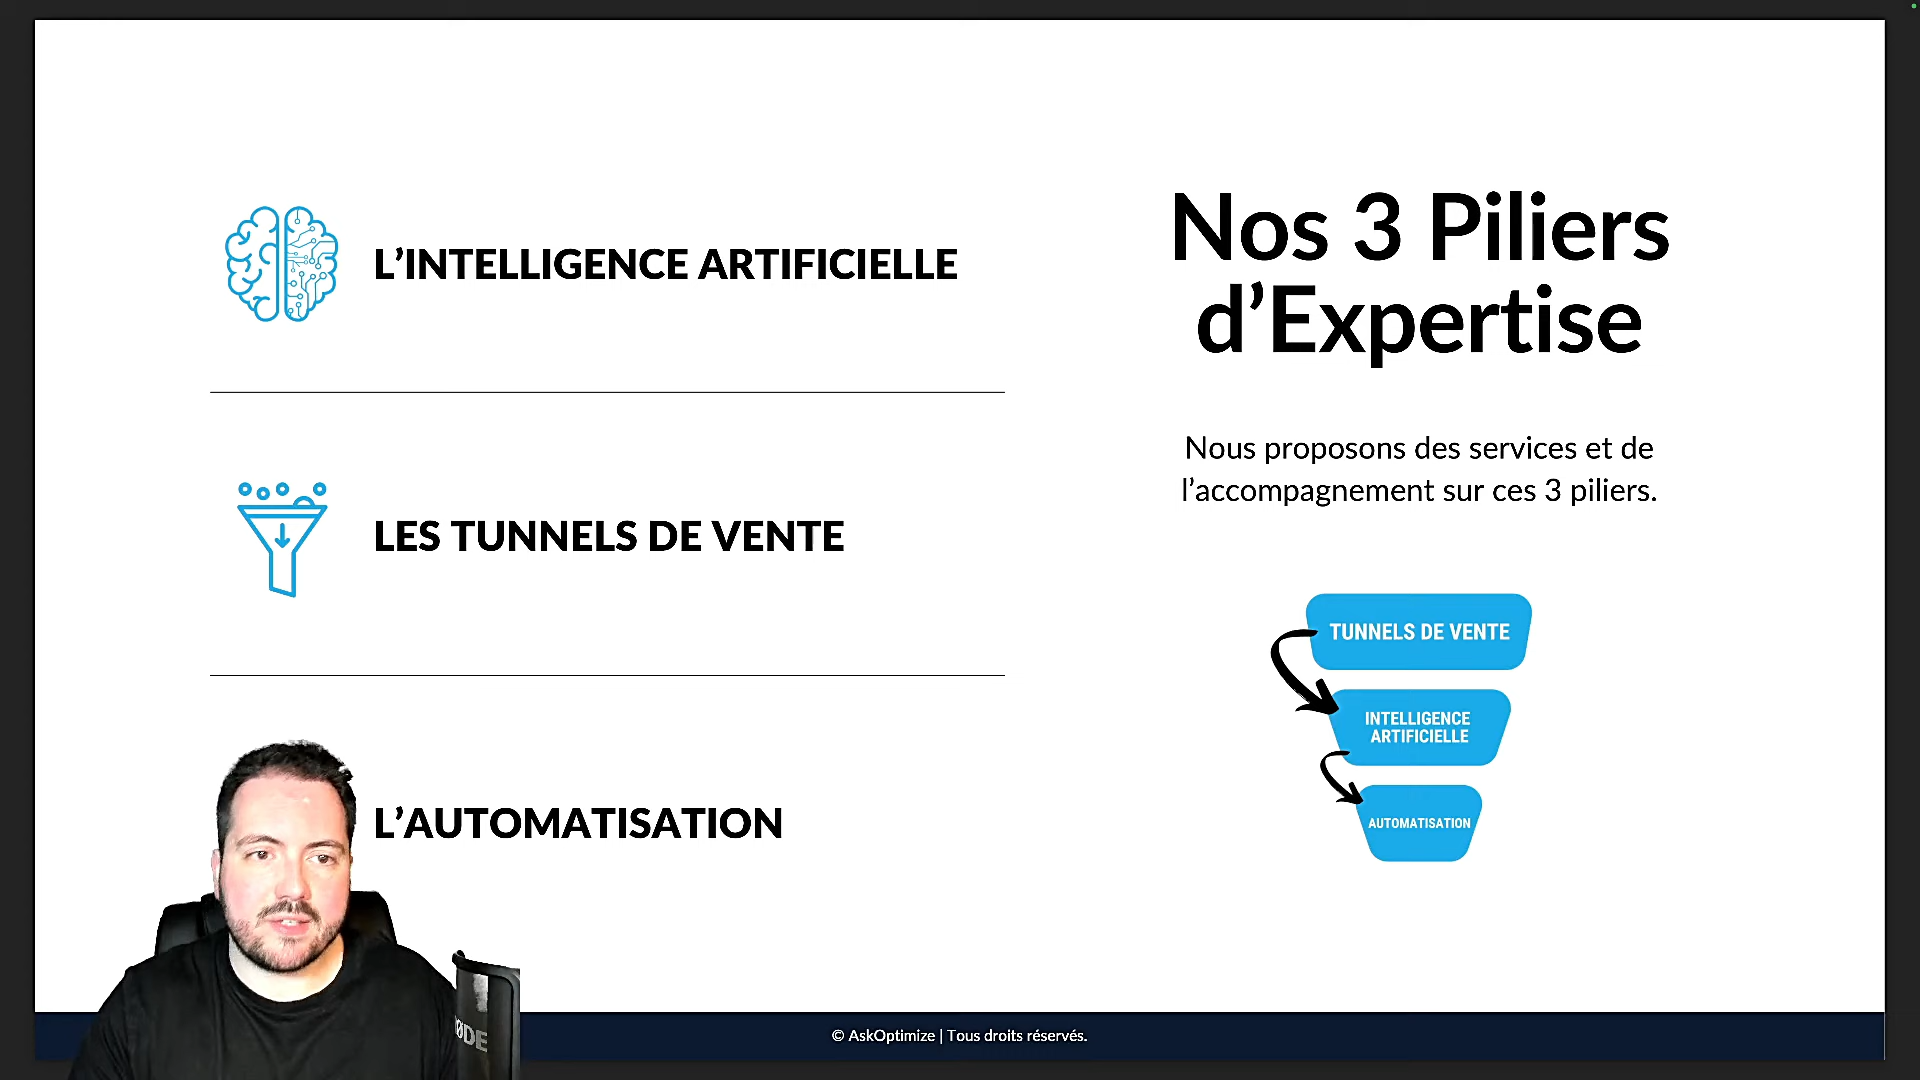 L’INTELLIGENCE ARTIFICIELLE
LES TUNNELS DE VENTE
L’AUTOMATISATION
Nos 3 Piliers
d’Expertise
Nous proposons des services et de
l’accompagnement sur ces 3 piliers.
TUNNELS DE VENTE
INTELLIGENCE
ARTIFICIELLE
AUTOMATISATION
© AskOptimize | Tous droits réservés.